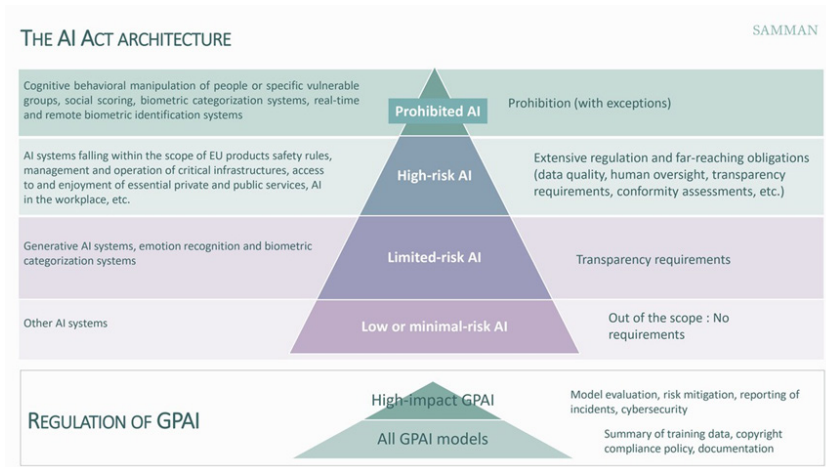 THE AI ACT ARCHITECTURE
SAMMAN
Cognitive behavioral manipulation of people or specific vulnerable
groups, social scoring, biometric categorization systems, real-time
and remote biometric identification systems
Prohibited AI
Prohibition (with exceptions)
AI systems falling within the scope of EU products safety rules,
management and operation of critical infrastructures, access
to and enjoyment of essential private and public services, AI
in the workplace, etc.
High-risk AI
Extensive regulation and far-reaching obligations
(data quality, human oversight, transparency
requirements, conformity assessments, etc.)
Generative AI systems, emotion recognition and biometric
categorization systems
Limited-risk AI
Transparency requirements
Other AI systems
Low or minimal-risk AI
Out of the scope : No
requirements
REGULATION OF GPAI
High-impact GPAI
Model evaluation, risk mitigation, reporting of
incidents, cybersecurity
All GPAI models
Summary of training data, copyright
compliance policy, documentation